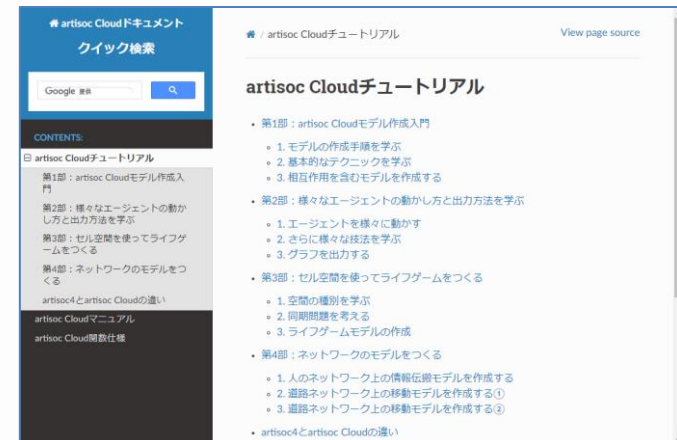 artisoc Cloudドキュメント
クイック検索
Google 提供
CONTENTS:
artisoc Cloudチュートリアル
第1部：artisoc Cloudモデル作成入
門
第2部：様々なエージェントの動か
し方と出力方法を学ぶ
第3部：セル空間を使ってライフゲ
ームをつくる
第4部：ネットワークのモデルをつ
くる
artisoc4とartisoc Cloudの違い
artisoc Cloudマニュアル
artisoc Cloud関数仕様
/ artisoc Cloudチュートリアル
View page source
artisoc Cloudチュートリアル
第1部：artisoc Cloudモデル作成入門
1. モデルの作成手順を学ぶ
2. 基本的なテクニックを学ぶ
3. 相互作用を含むモデルを作成する
第2部：様々なエージェントの動かし方と出力方法を学ぶ
1. エージェントを様々に動かす
2. さらに様々な技法を学ぶ
3. グラフを出力する
第3部：セル空間を使ってライフゲームをつくる
1. 空間の種別を学ぶ
2. 同期問題を考える
3. ライフゲームモデルの作成
第4部：ネットワークのモデルをつくる
1. 人のネットワーク上の情報伝搬モデルを作成する
2. 道路ネットワーク上の移動モデルを作成する①
3. 道路ネットワーク上の移動モデルを作成する②
artisoc4とartisoc Cloudの違い